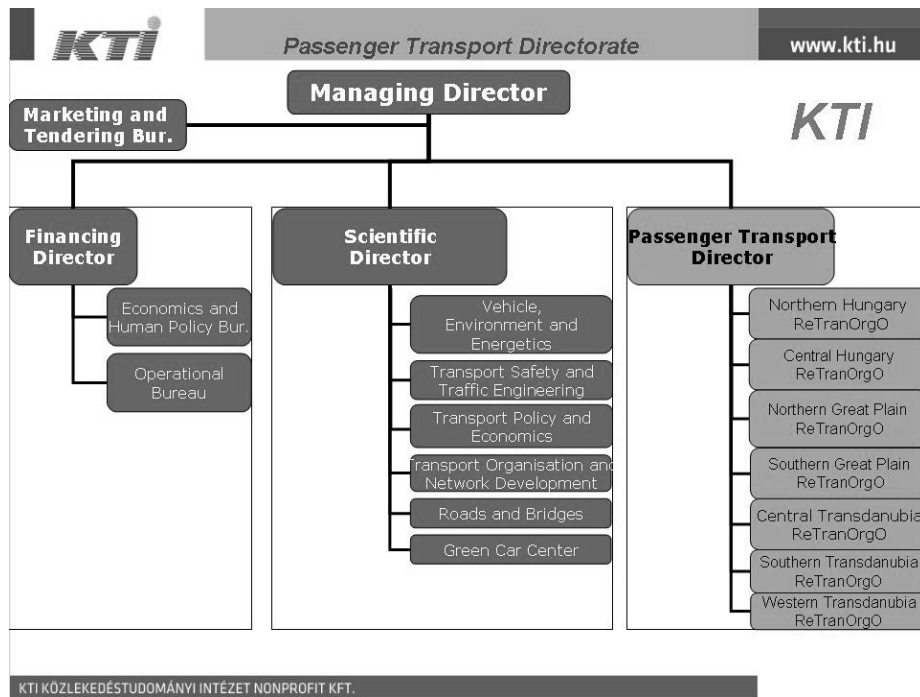 KTI
Passenger Transport Directorate
www.kti.hu
Managing Director
Marketing and
Tendering Bur.
KTI
Financing
Director
Economics and
Human Policy Bur.
Operational
Bureau
Scientific
Director
Vehicle,
Environment and
Energetics
Transport Safety and
Traffic Engineering
Transport Policy and
Economics
Transport Organisation and
Network Development
Roads and Bridges
Green Car Center
Passenger Transport
Director
Northern Hungary
ReTranOrgO
Central Hungary
ReTranOrgO
Northern Great Plain
ReTranOrgO
Southern Great Plain
ReTranOrgO
Central Transdanubia
ReTranOrgO
Southern Transdanubia
ReTranOrgO
Western Transdanubia
ReTranOrgO
KTI KÖZLEKEDÉSTUDOMÁNYI INTÉZET NONPROFIT KFT.